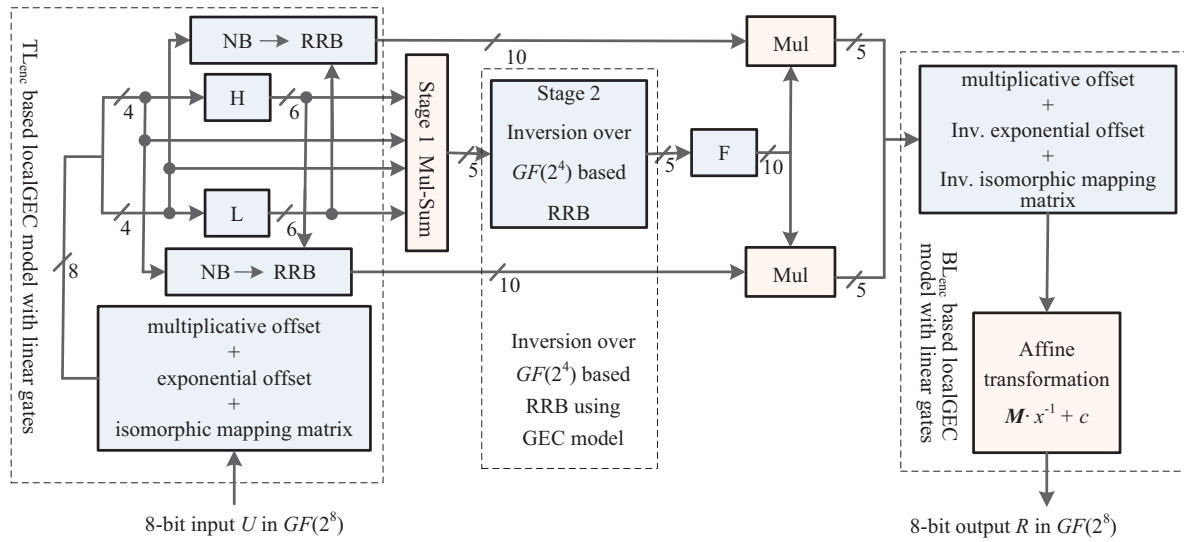 TL_enc based localGEC
model with linear gates
NB → RRB
10
4
H
6
4
L
6
8
NB → RRB
10
multiplicative offset
+
exponential offset
+
isomorphic mapping matrix
8-bit input U in GF(2^8)
Stage 1
Mul-Sum
5
Stage 2
Inversion over
GF(2^4) based
RRB
5
Inversion over
GF(2^4) based
RRB using
GEC model
F
10
Mul
5
Mul
5
multiplicative offset
+
Inv. exponential offset
+
Inv. isomorphic mapping
matrix
BL_enc based localGEC
model with linear
gates
Affine
transformation
M· x^-1 + c
8-bit output R in GF(2^8)